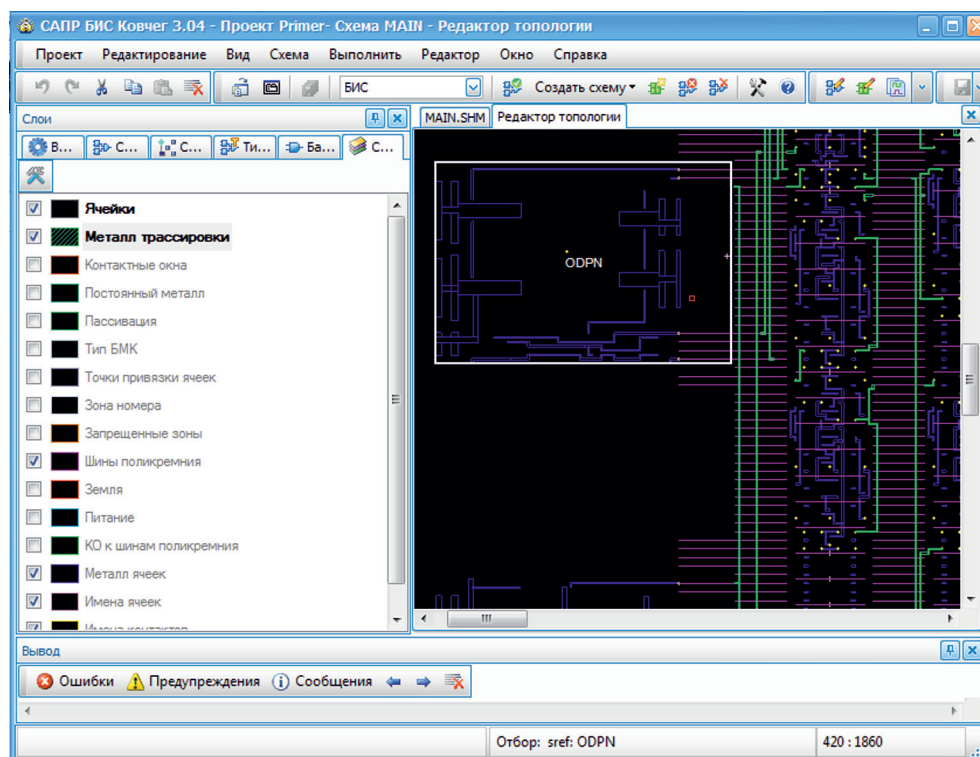 САПР БИС Ковчег 3.04 - Проект Primer- Схема MAIN - Редактор топологии
Проект Редактирование Вид Схема Выполнить Редактор Окно Справка
БИС Создать схему
Слои
MAIN.SHM Редактор топологии
В... С... С... Ти... Ба... С...
Ячейки
Металл трассировки
Контактные окна
Постоянный металл
Пассивация
Тип БМК
Точки привязки ячеек
Зона номера
Запрещенные зоны
Шины поликремния
Земля
Питание
КО к шинам поликремния
Металл ячеек
Имена ячеек
Имена контактов
ODPN
Вывод
Ошибки Предупреждения Сообщения
Отбор: sref: ODPN 420 : 1860